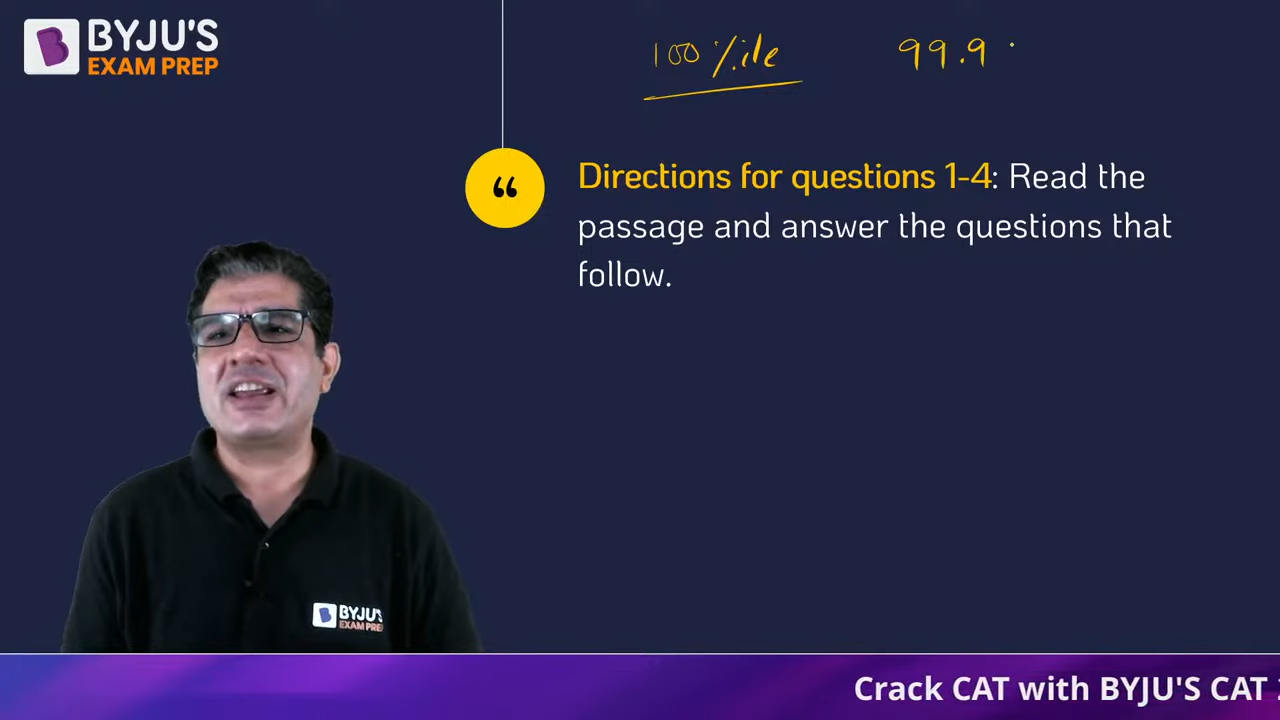 BYJU'S
EXAM PREP
100 %ile 99.9
“
Directions for questions 1-4: Read the
passage and answer the questions that
follow.
BYJU'S
EXAM PREP
Crack CAT with BYJU'S CAT